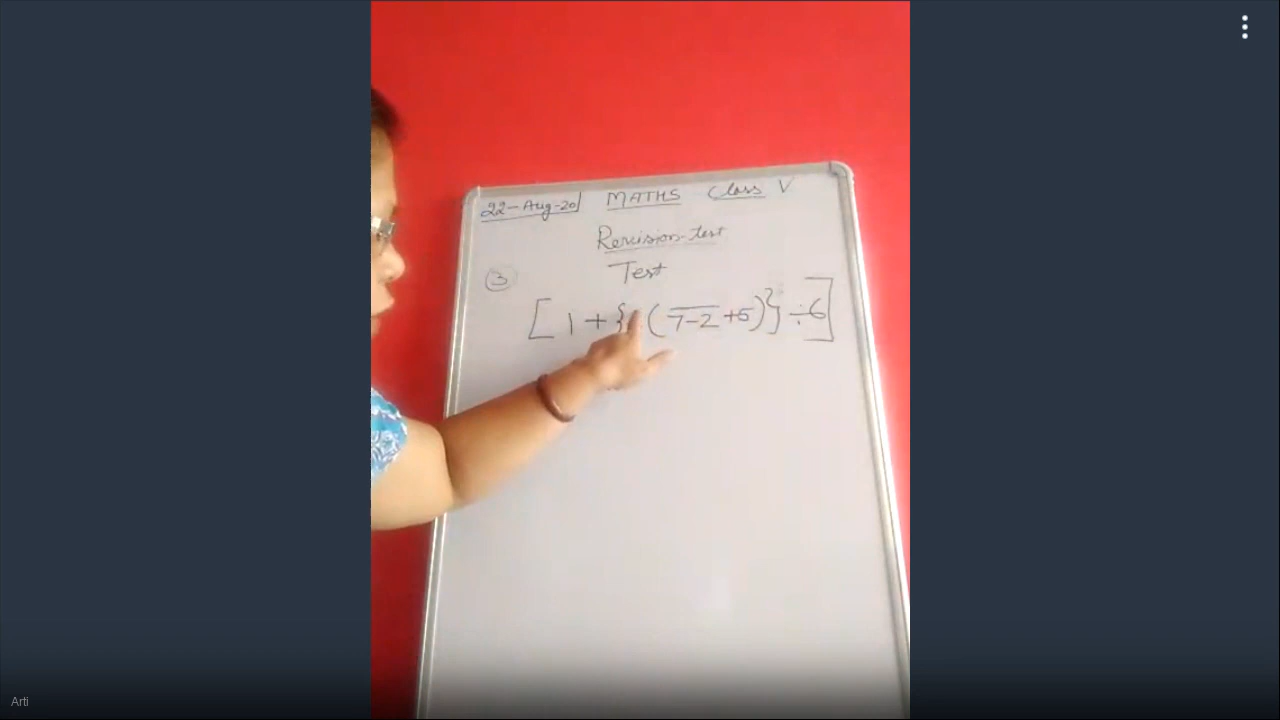 22-Aug-20 MATHS Class V
Revision test
Test
3
[ 1 + { (7-2 +5)} ÷6]
Arti